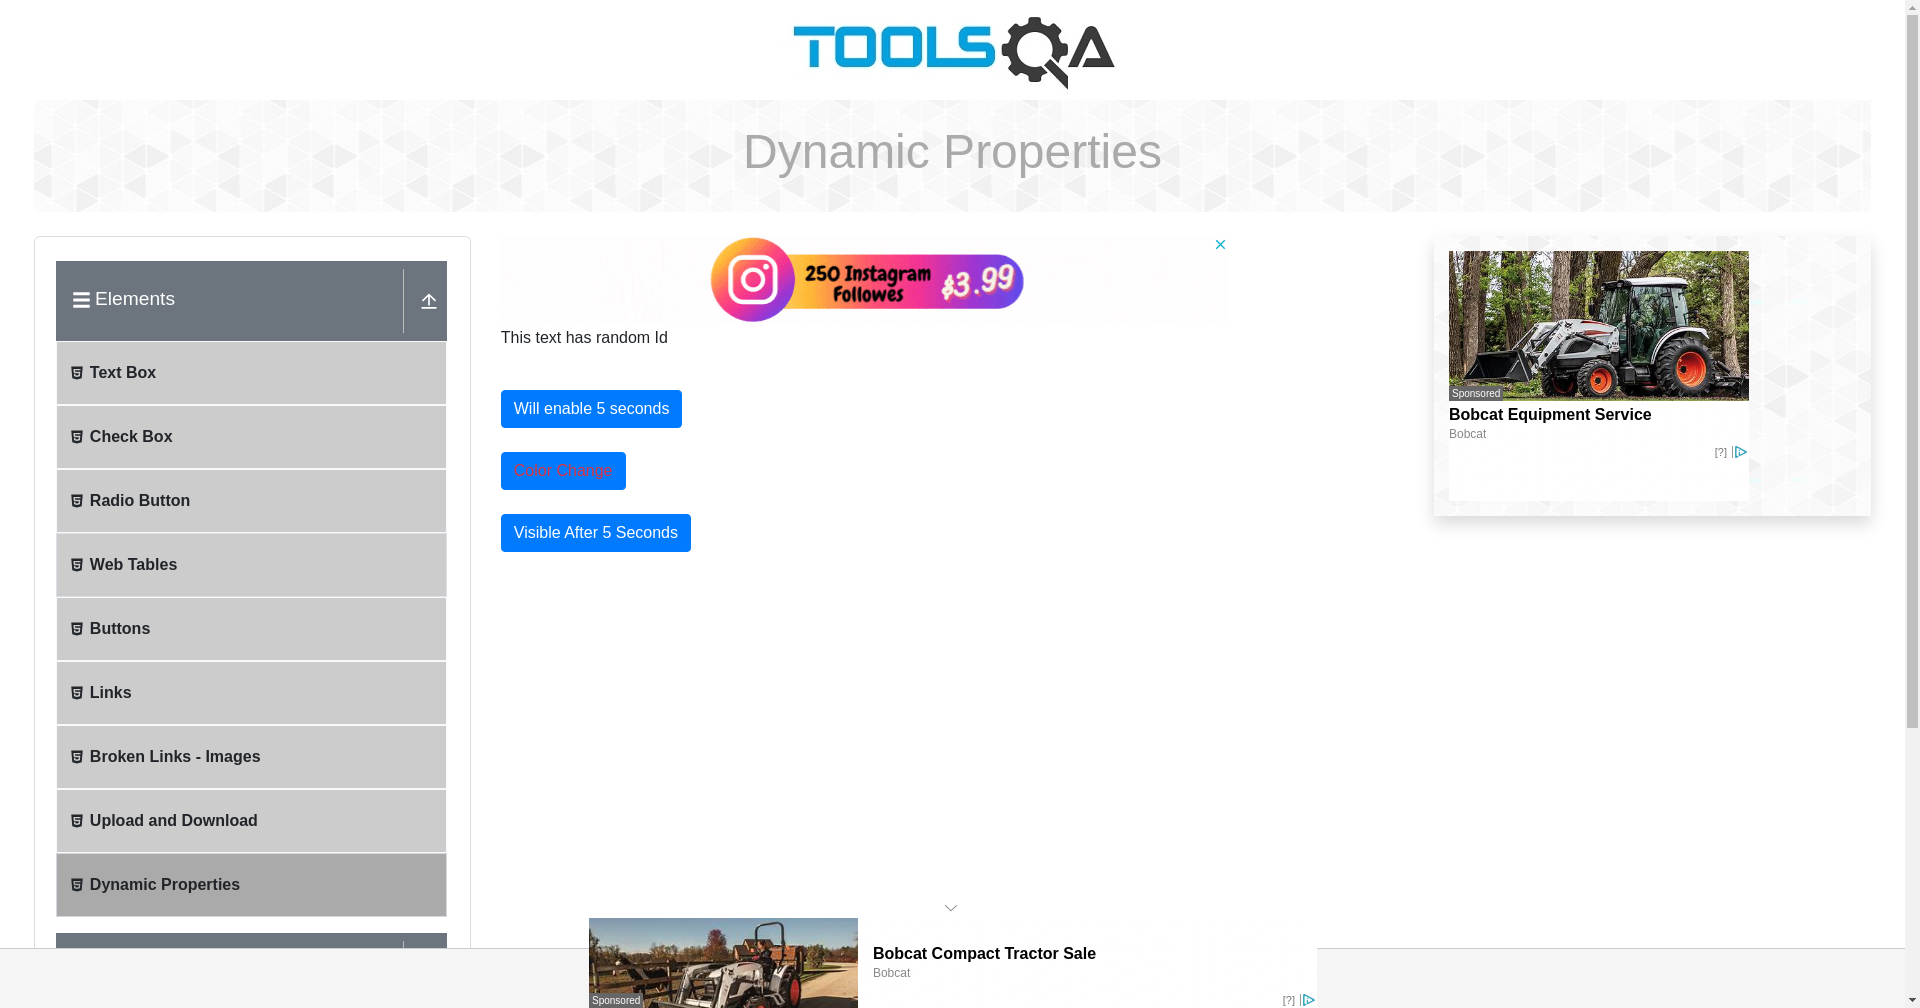 TOOLSQA
Dynamic Properties
Elements
Text Box
Check Box
Radio Button
Web Tables
Buttons
Links
Broken Links - Images
Upload and Download
Dynamic Properties
250 Instagram
Followes
$3.99
This text has random Id
Will enable 5 seconds
Color Change
Visible After 5 Seconds
Sponsored
Bobcat Equipment Service
Bobcat
[?]
Bobcat Compact Tractor Sale
Bobcat
Sponsored
[?]